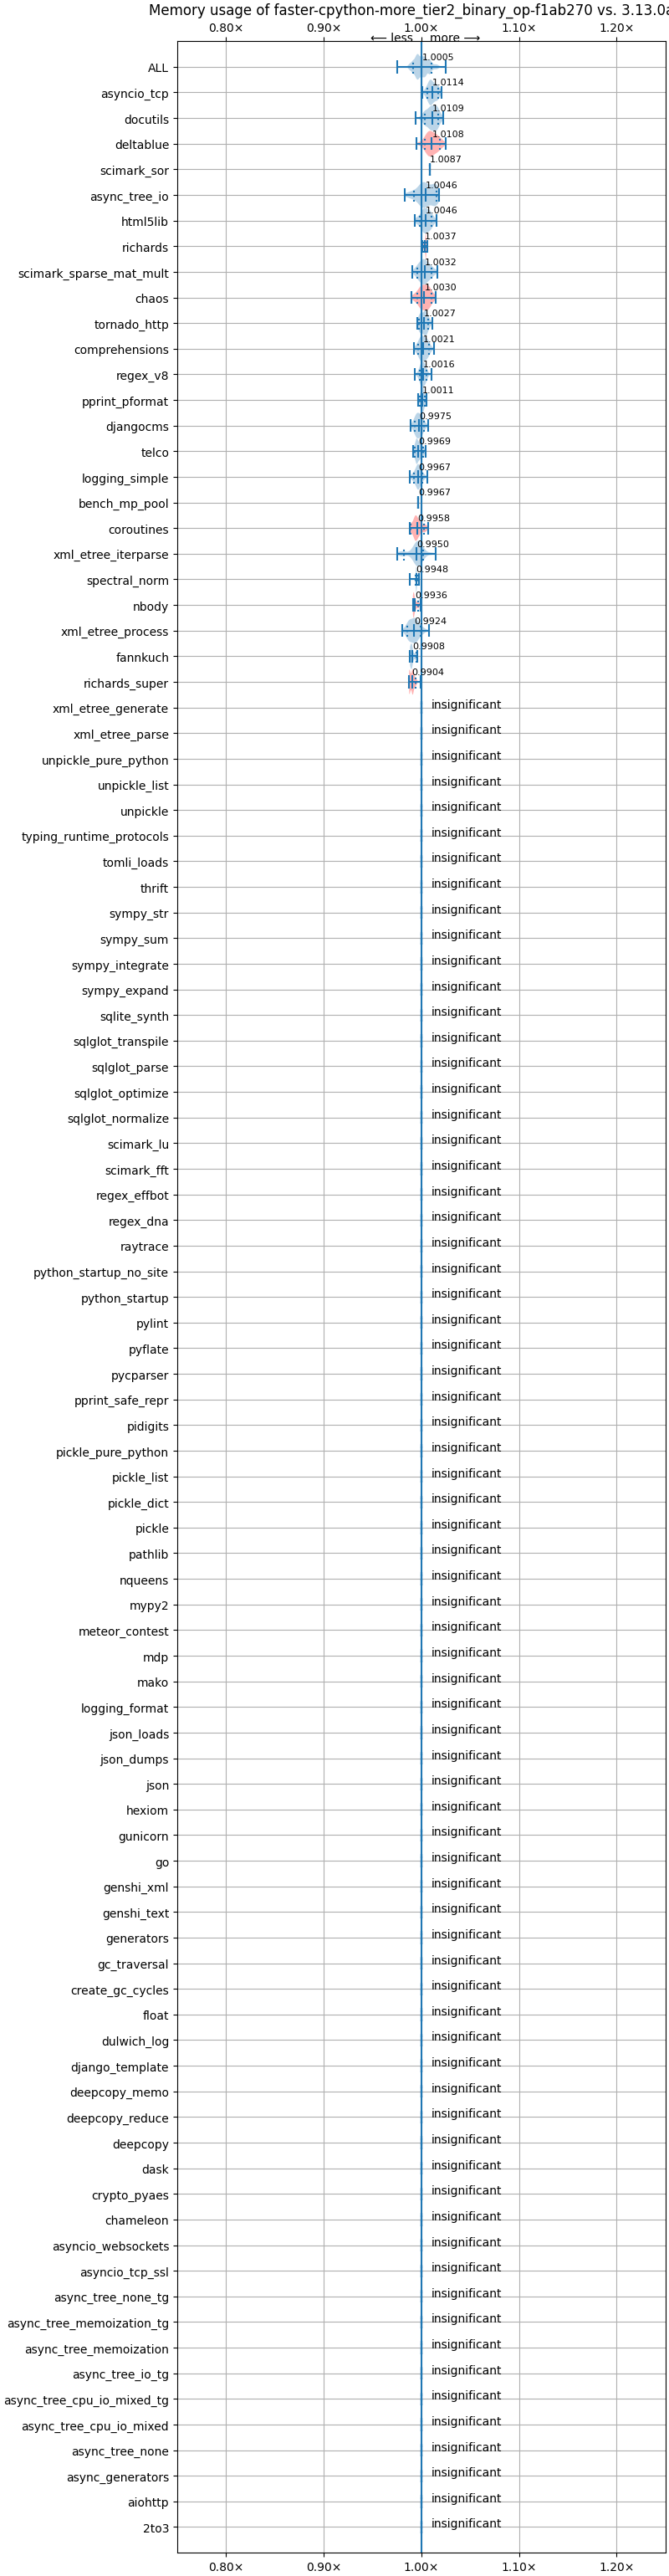 Memory usage of faster-cpython-more_tier2_binary_op-f1ab270 vs. 3.13.0a
0.80× 0.90× 1.00× 1.10× 1.20×
⟵ less more ⟶
ALL 1.0005
asyncio_tcp 1.0114
docutils 1.0109
deltablue 1.0108
scimark_sor 1.0087
async_tree_io 1.0046
html5lib 1.0046
richards 1.0037
scimark_sparse_mat_mult 1.0032
chaos 1.0030
tornado_http 1.0027
comprehensions 1.0021
regex_v8 1.0016
pprint_pformat 1.0011
djangocms 0.9975
telco 0.9969
logging_simple 0.9967
bench_mp_pool 0.9967
coroutines 0.9958
xml_etree_iterparse 0.9950
spectral_norm 0.9948
nbody 0.9936
xml_etree_process 0.9924
fannkuch 0.9908
richards_super 0.9904
xml_etree_generate insignificant
xml_etree_parse insignificant
unpickle_pure_python insignificant
unpickle_list insignificant
unpickle insignificant
typing_runtime_protocols insignificant
tomli_loads insignificant
thrift insignificant
sympy_str insignificant
sympy_sum insignificant
sympy_integrate insignificant
sympy_expand insignificant
sqlite_synth insignificant
sqlglot_transpile insignificant
sqlglot_parse insignificant
sqlglot_optimize insignificant
sqlglot_normalize insignificant
scimark_lu insignificant
scimark_fft insignificant
regex_effbot insignificant
regex_dna insignificant
raytrace insignificant
python_startup_no_site insignificant
python_startup insignificant
pylint insignificant
pyflate insignificant
pycparser insignificant
pprint_safe_repr insignificant
pidigits insignificant
pickle_pure_python insignificant
pickle_list insignificant
pickle_dict insignificant
pickle insignificant
pathlib insignificant
nqueens insignificant
mypy2 insignificant
meteor_contest insignificant
mdp insignificant
mako insignificant
logging_format insignificant
json_loads insignificant
json_dumps insignificant
json insignificant
hexiom insignificant
gunicorn insignificant
go insignificant
genshi_xml insignificant
genshi_text insignificant
generators insignificant
gc_traversal insignificant
create_gc_cycles insignificant
float insignificant
dulwich_log insignificant
django_template insignificant
deepcopy_memo insignificant
deepcopy_reduce insignificant
deepcopy insignificant
dask insignificant
crypto_pyaes insignificant
chameleon insignificant
asyncio_websockets insignificant
asyncio_tcp_ssl insignificant
async_tree_none_tg insignificant
async_tree_memoization_tg insignificant
async_tree_memoization insignificant
async_tree_io_tg insignificant
async_tree_cpu_io_mixed_tg insignificant
async_tree_cpu_io_mixed insignificant
async_tree_none insignificant
async_generators insignificant
aiohttp insignificant
2to3 insignificant
0.80× 0.90× 1.00× 1.10× 1.20×